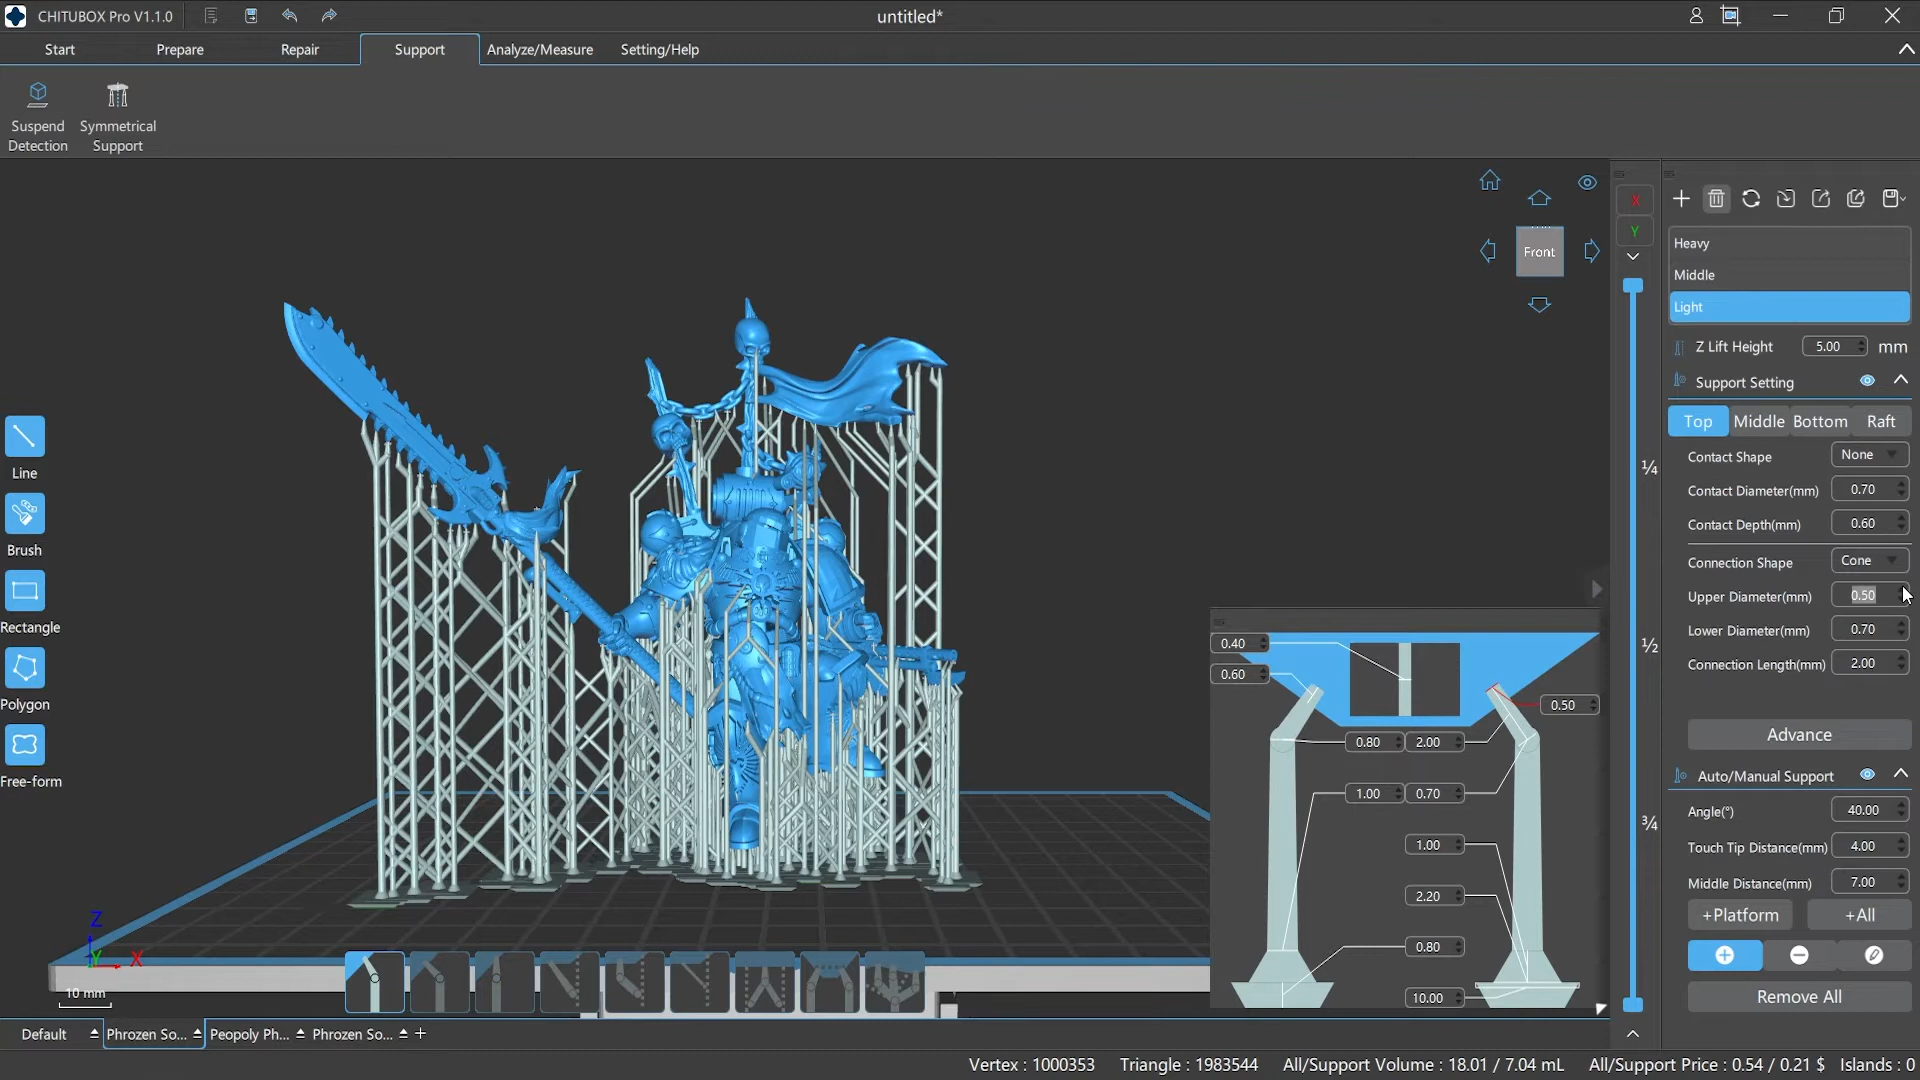 CHITUBOX Pro V1.1.0
untitled*
Start Prepare Repair Support Analyze/Measure Setting/Help
Suspend Detection
Symmetrical Support
Line
Brush
Rectangle
Polygon
Free-form
Front
X
Y
1/4
1/2
3/4
Heavy
Middle
Light
Z Lift Height 5.00 mm
Support Setting
Top Middle Bottom Raft
Contact Shape None
Contact Diameter(mm) 0.70
Contact Depth(mm) 0.60
Connection Shape Cone
Upper Diameter(mm) 0.50
Lower Diameter(mm) 0.70
Connection Length(mm) 2.00
Advance
Auto/Manual Support
Angle(°) 40.00
Touch Tip Distance(mm) 4.00
Middle Distance(mm) 7.00
+Platform +All
Remove All
0.40
0.60
0.50
0.80 2.00
1.00 0.70
1.00
2.20
0.80
10.00
Z
Y X
10 mm
Default Phrozen So... Peopoly Ph... Phrozen So... +
Vertex : 1000353 Triangle : 1983544 All/Support Volume : 18.01 / 7.04 mL All/Support Price : 0.54 / 0.21 $ Islands : 0